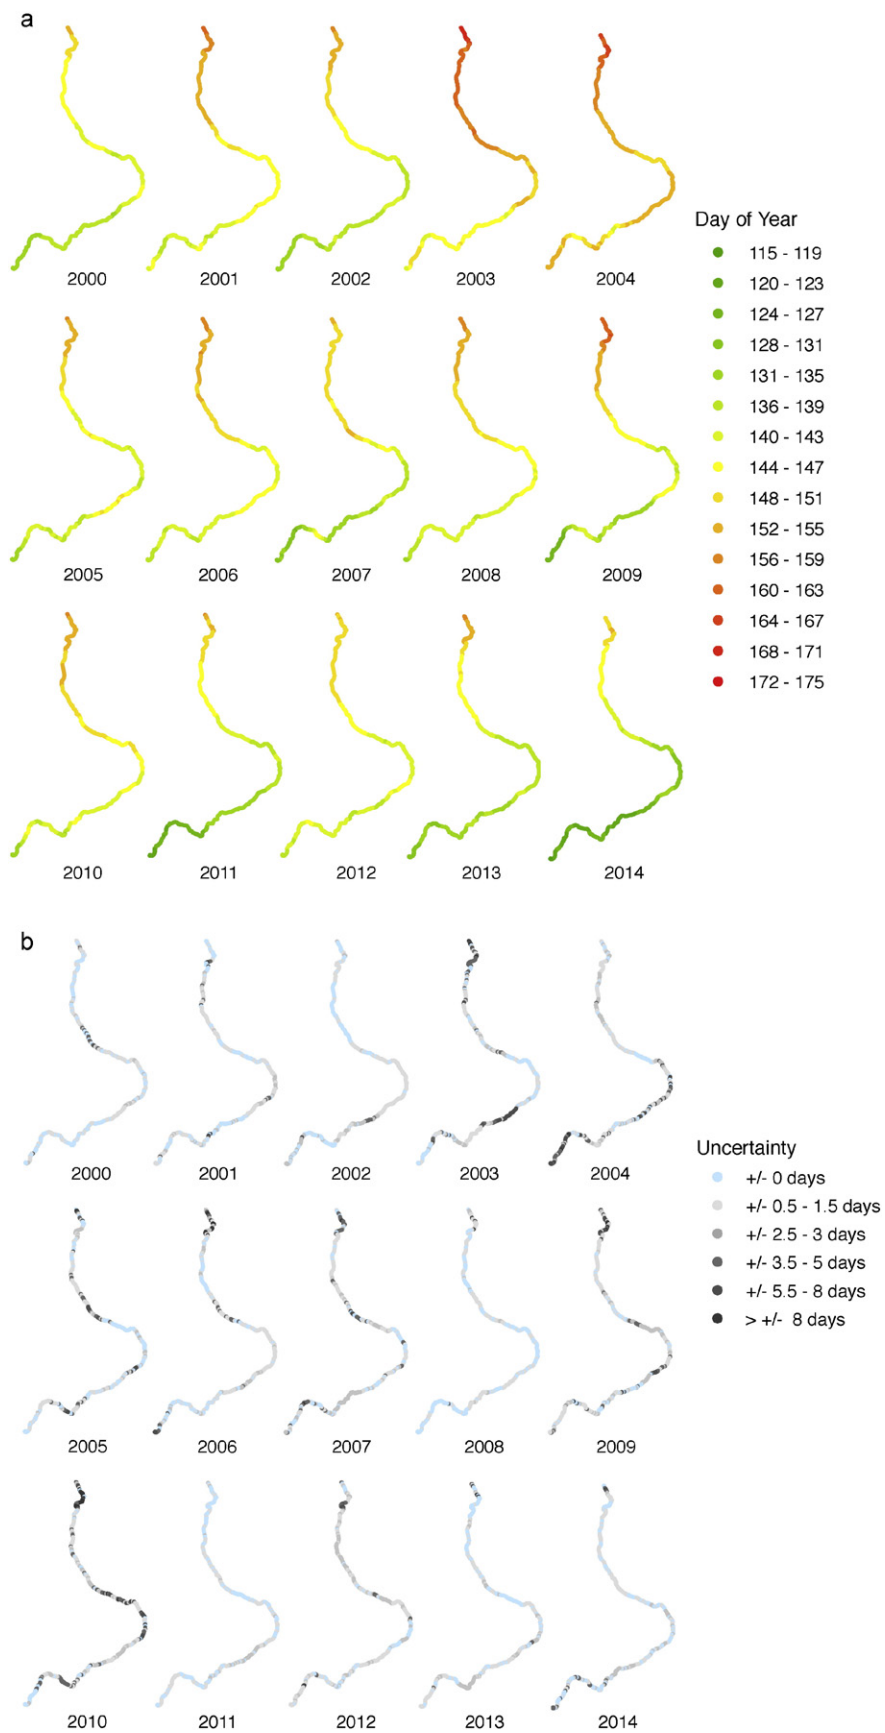 a
2000 2001 2002 2003 2004
Day of Year
115 - 119
120 - 123
124 - 127
128 - 131
131 - 135
136 - 139
140 - 143
144 - 147
148 - 151
152 - 155
156 - 159
160 - 163
164 - 167
168 - 171
172 - 175
2005 2006 2007 2008 2009
2010 2011 2012 2013 2014
b
2000 2001 2002 2003 2004
Uncertainty
+/- 0 days
+/- 0.5 - 1.5 days
+/- 2.5 - 3 days
+/- 3.5 - 5 days
+/- 5.5 - 8 days
> +/- 8 days
2005 2006 2007 2008 2009
2010 2011 2012 2013 2014